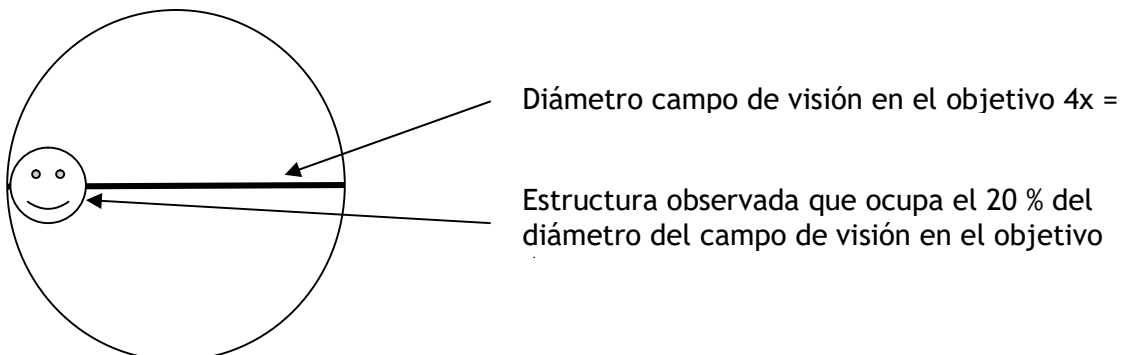 Diámetro campo de visión en el objetivo 4x =
Estructura observada que ocupa el 20 % del
diámetro del campo de visión en el objetivo